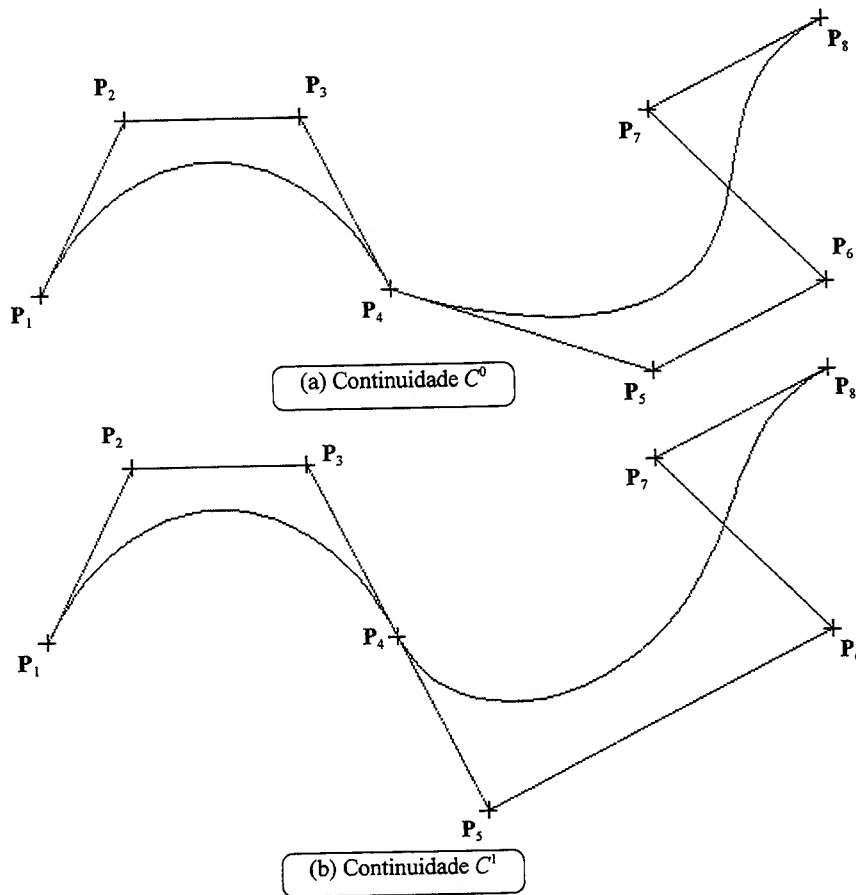 P₈
P₂
P₃
P₇
P₆
P₁
P₄
P₅
(a) Continuidade C⁰
P₈
P₂
P₃
P₇
P₄
P₁
P₅
(b) Continuidade C¹